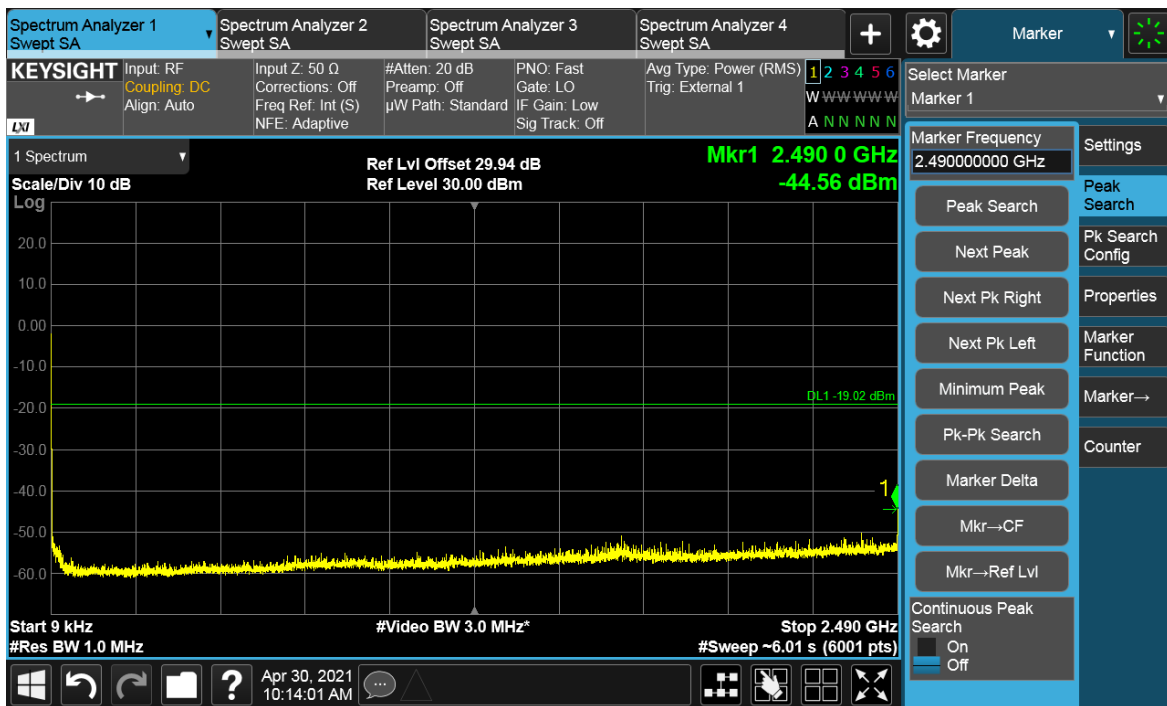 Spectrum Analyzer 1
Swept SA
Spectrum Analyzer 2
Swept SA
Spectrum Analyzer 3
Swept SA
Spectrum Analyzer 4
Swept SA
+
Marker
KEYSIGHT
LXI
Input: RF
Coupling: DC
Align: Auto
Input Z: 50 Ω
Corrections: Off
Freq Ref: Int (S)
NFE: Adaptive
#Atten: 20 dB
Preamp: Off
µW Path: Standard
PNO: Fast
Gate: LO
IF Gain: Low
Sig Track: Off
Avg Type: Power (RMS)
Trig: External 1
1 2 3 4 5 6
W W W W W W
A N N N N N
Select Marker
Marker 1
1 Spectrum
Scale/Div 10 dB
Log
Ref Lvl Offset 29.94 dB
Ref Level 30.00 dBm
Mkr1 2.490 0 GHz
-44.56 dBm
20.0
10.0
0.00
-10.0
-20.0
-30.0
-40.0
-50.0
-60.0
DL1 -19.02 dBm
1
Start 9 kHz
#Res BW 1.0 MHz
#Video BW 3.0 MHz*
Stop 2.490 GHz
#Sweep ~6.01 s (6001 pts)
Marker Frequency
2.490000000 GHz
Peak Search
Next Peak
Next Pk Right
Next Pk Left
Minimum Peak
Pk-Pk Search
Marker Delta
Mkr→CF
Mkr→Ref Lvl
Continuous Peak
Search
On
Off
Settings
Peak
Search
Pk Search
Config
Properties
Marker
Function
Marker→
Counter
?
Apr 30, 2021
10:14:01 AM